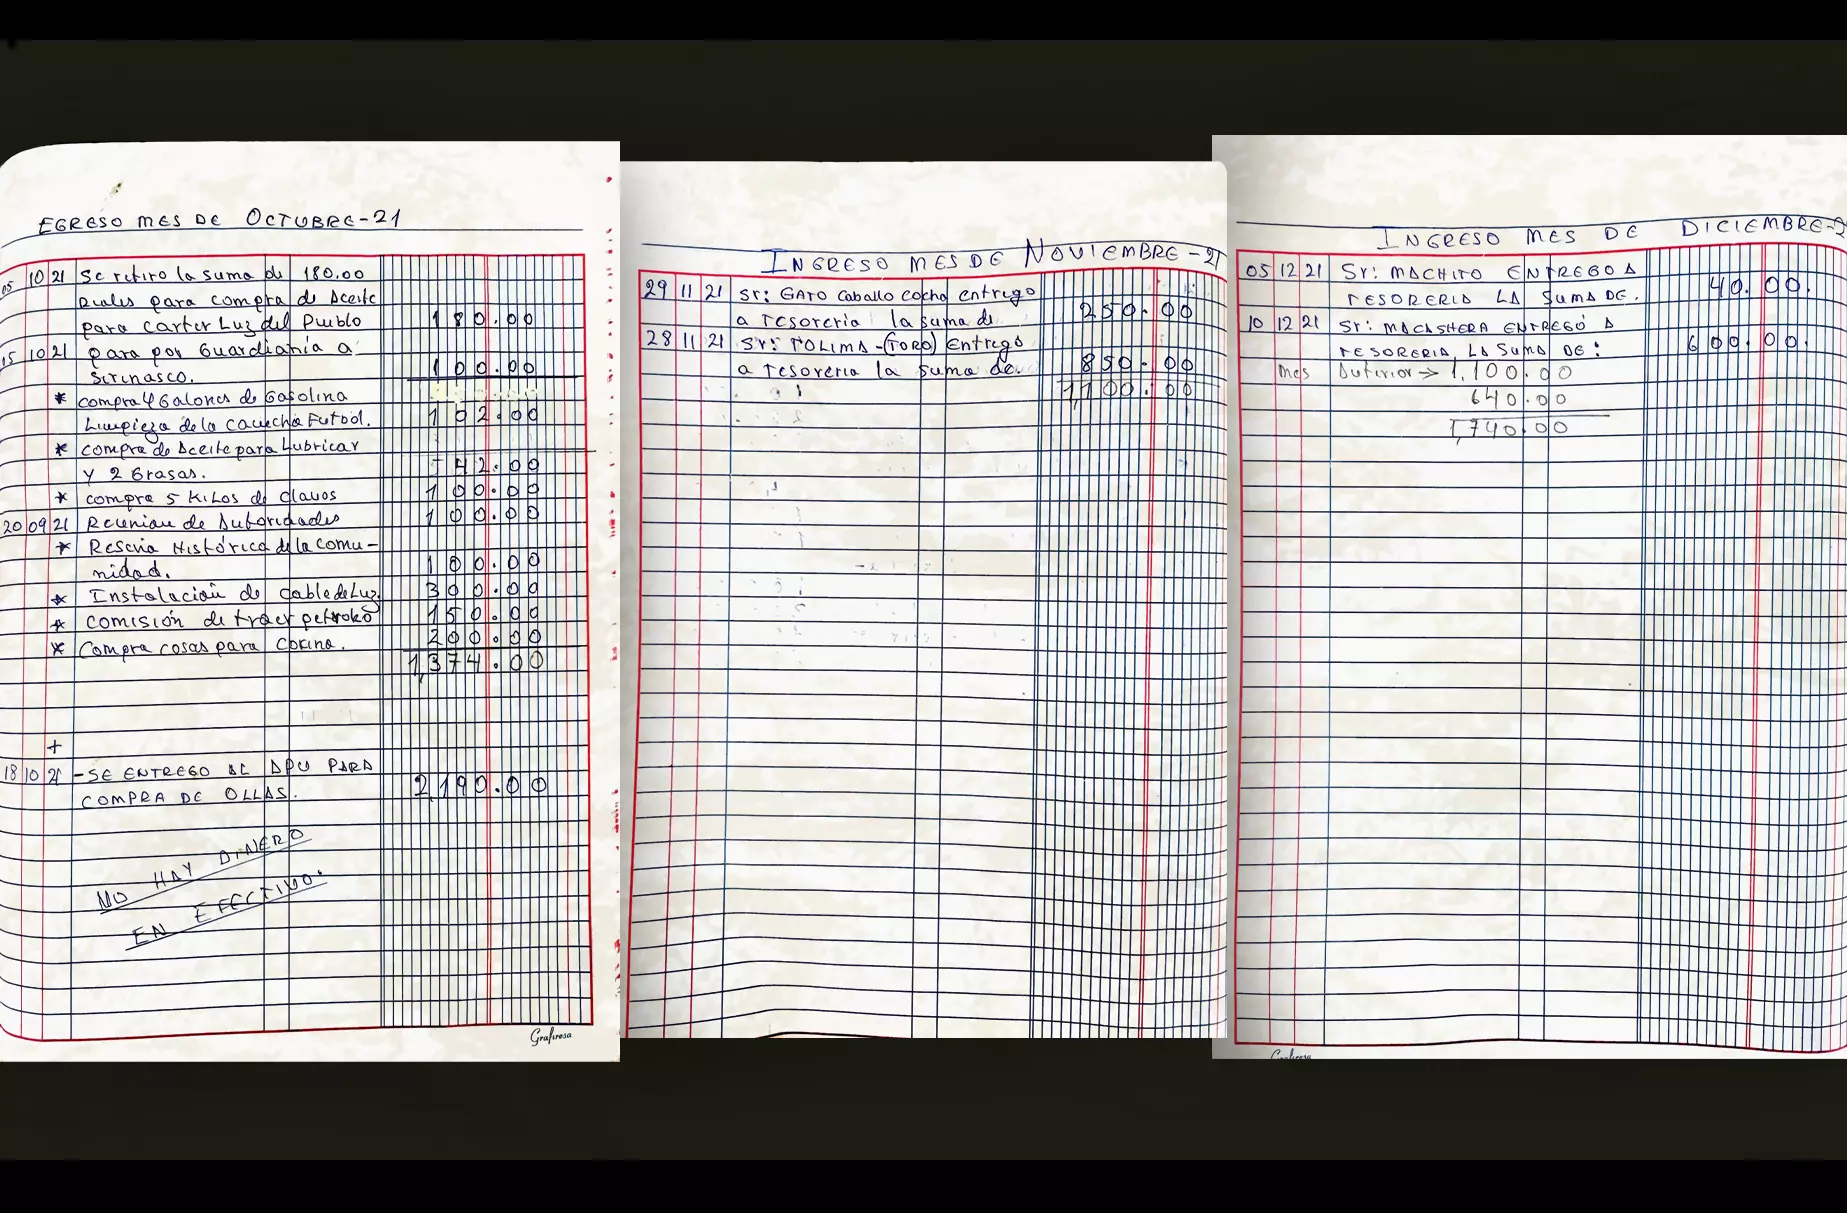 EGRESO MES DE OCTUBRE-21
05 10 21 Se retiro la suma de 180.00
Reales para compra de Aceite
para Carter Luz del Pueblo 180.00
15 10 21 para por Guardianía a
Sirinasco. 100.00
* compra 4 Galones de Gasolina
Limpieza de la Canecha Futbol. 102.00
* compra de Aceite para Lubricar
y 2 Grasas. 42.00
* compra 5 Kilos de clavos 100.00
20 09 21 Reunion de Autoridades 100.00
* Reseña Histórica de la Comu-
nidad. 100.00
* Instalación de Cable de Luz. 300.00
* Comisión de traer 150.00
* Compra cosas para Cocina. 200.00
1,374.00
+
18 10 21 -SE ENTREGO AL APU PARA
COMPRA DE OLLAS. 2,190.00
NO HAY DINERO
EN EFECTIVO.
Grafiresa
INGRESO MES DE NOVIEMBRE -21
29 11 21 Sr: GATO Caballo cocha entrego
a Tesoreria la suma de 250.00
28 11 21 Sr: TOLIMA-(TORO) Entrego
a Tesoreria la suma de. 850.00
1,100.00
INGRESO MES DE DICIEMBRE-2
05 12 21 Sr: MACHITO ENTREGO A
TESORERIA LA SUMA DE. 40.00.
10 12 21 Sr: MACASHERA ENTREGÓ A
TESORERIA, LA SUMA DE: 600.00.
Mes Anterior → 1,100.00
640.00
1,740.00
Grafiresa